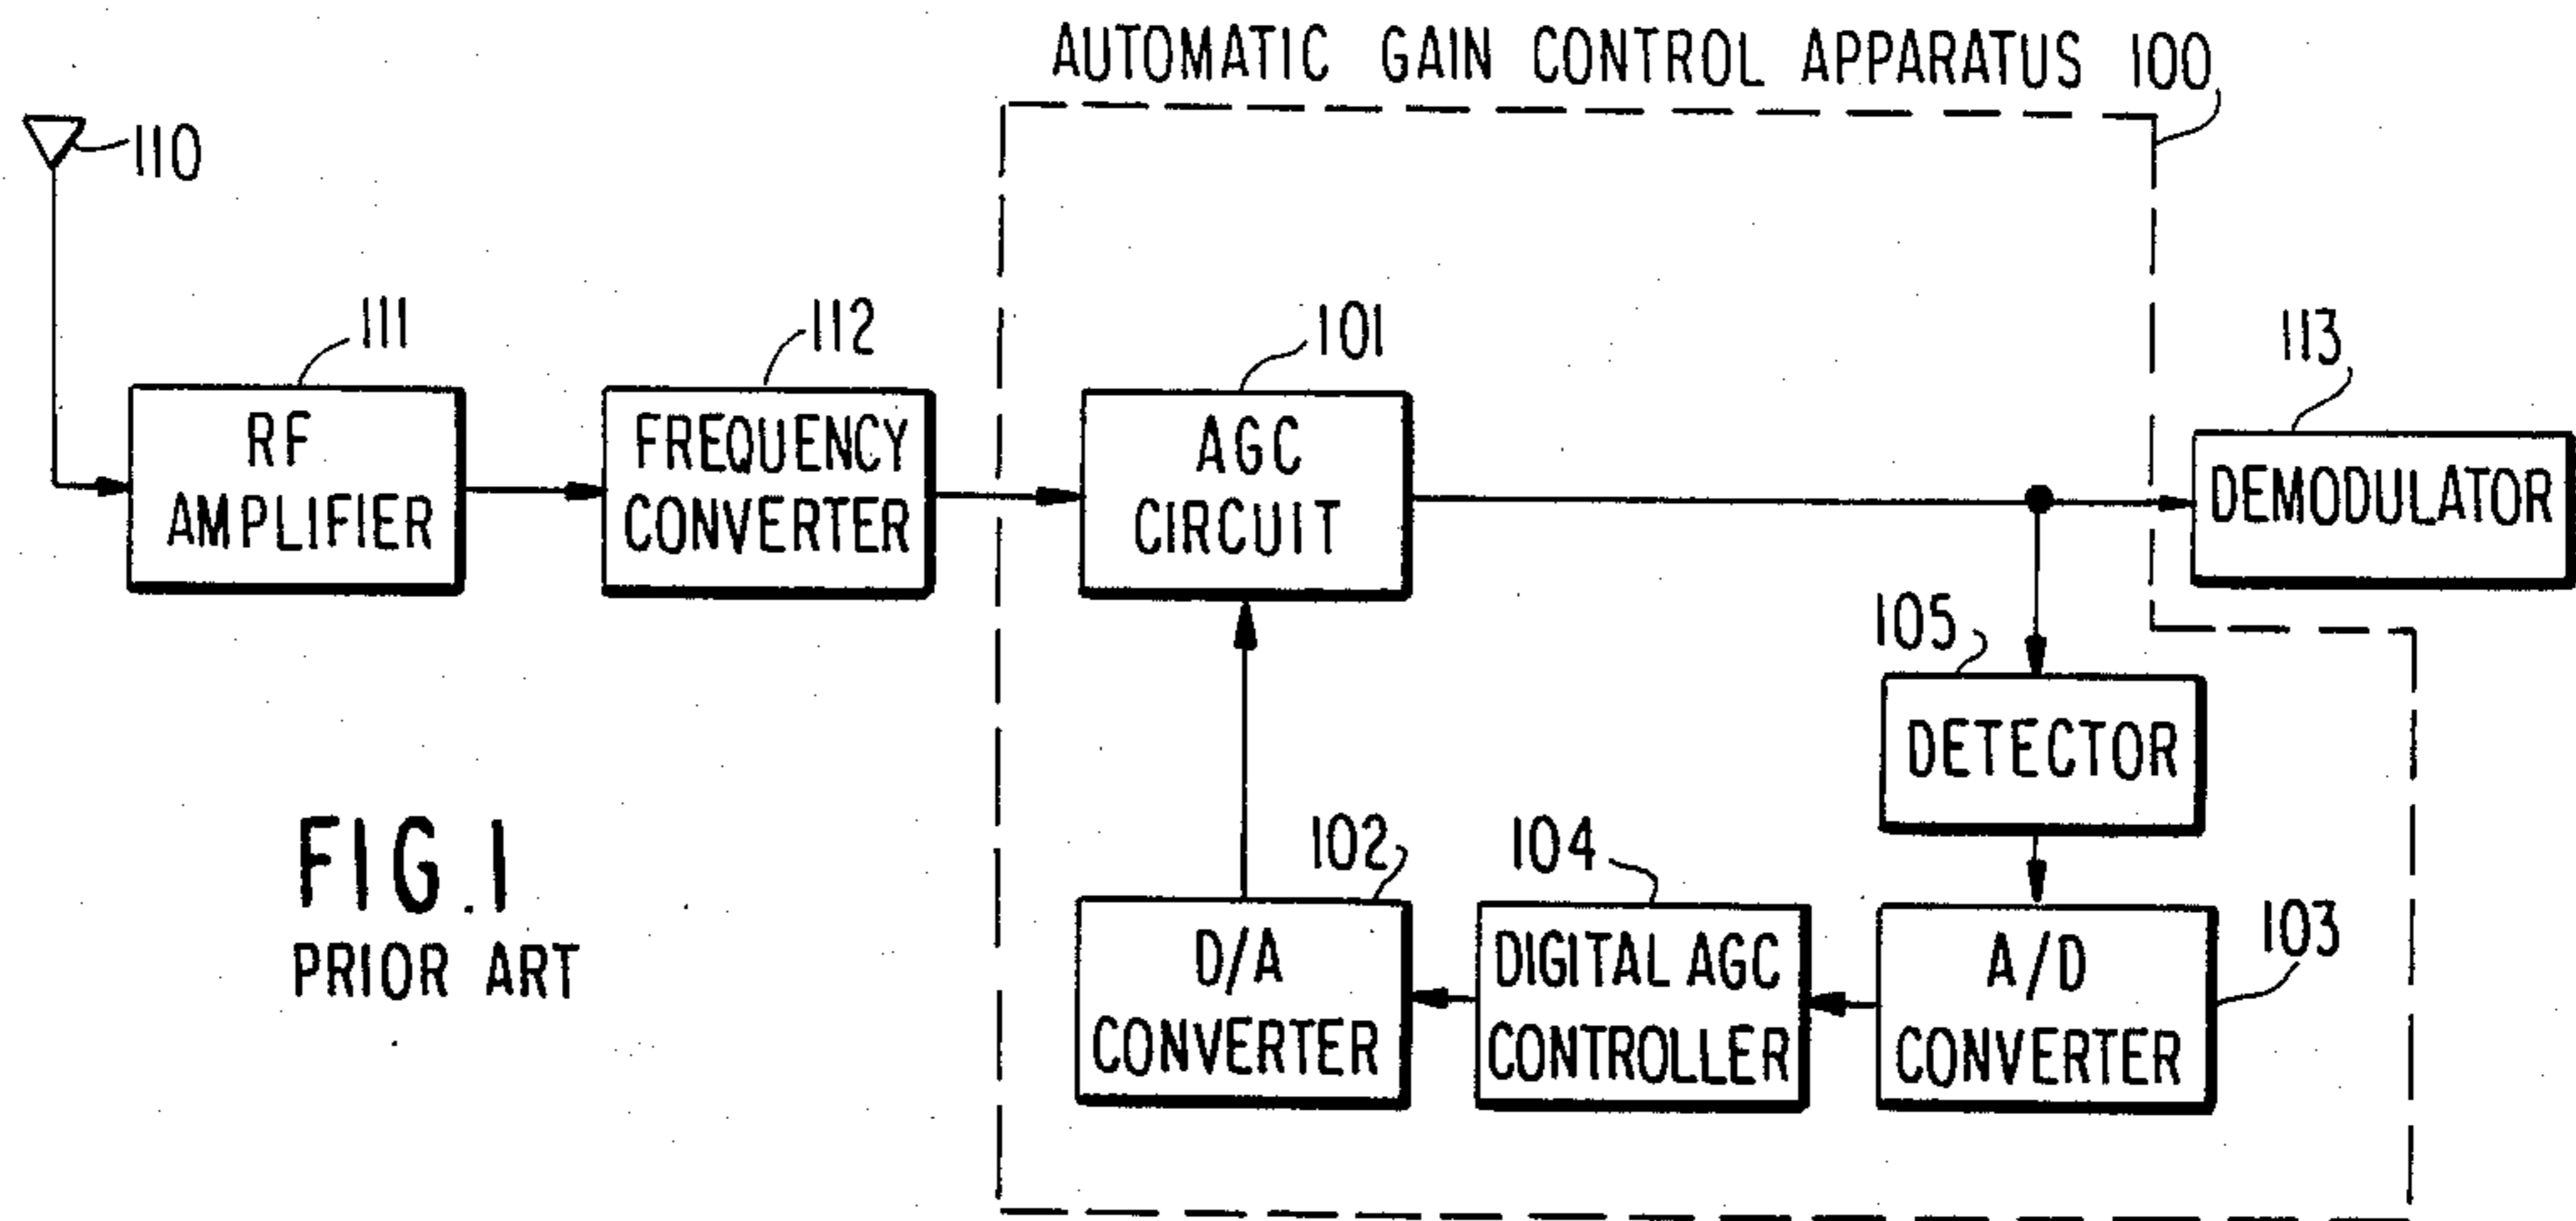 AUTOMATIC GAIN CONTROL APPARATUS 100
110
111
112
101
113
RF
AMPLIFIER
FREQUENCY
CONVERTER
AGC
CIRCUIT
DEMODULATOR
105
DETECTOR
102
104
103
D/A
CONVERTER
DIGITAL AGC
CONTROLLER
A/D
CONVERTER
FIG.1
PRIOR ART